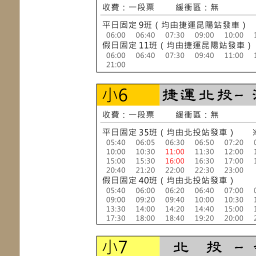 收費：一段票 緩衝區：無
平日固定 9班（均由捷運昆陽站發車）
06:00 06:40 07:30 09:00 10:00
假日固定 11班（均由捷運昆陽站發車）
06:00 06:30 07:30 09:40 11:00
21:00
小6 捷運北投-
收費：一段票 緩衝區：無
平日固定 35班（均由北投站發車）
05:40 06:05 06:30 06:50 07:20
10:00 10:30 11:00 11:30 12:00
15:00 15:30 16:00 16:30 17:00
20:40 21:20 22:00 22:30 23:00
假日固定 40班（均由北投站發車）
05:40 06:00 06:20 06:40 07:00
09:00 09:20 09:40 10:00 10:30
13:30 14:00 14:20 14:40 15:00
17:30 18:00 18:40 19:20 20:00
小7 北 投 -